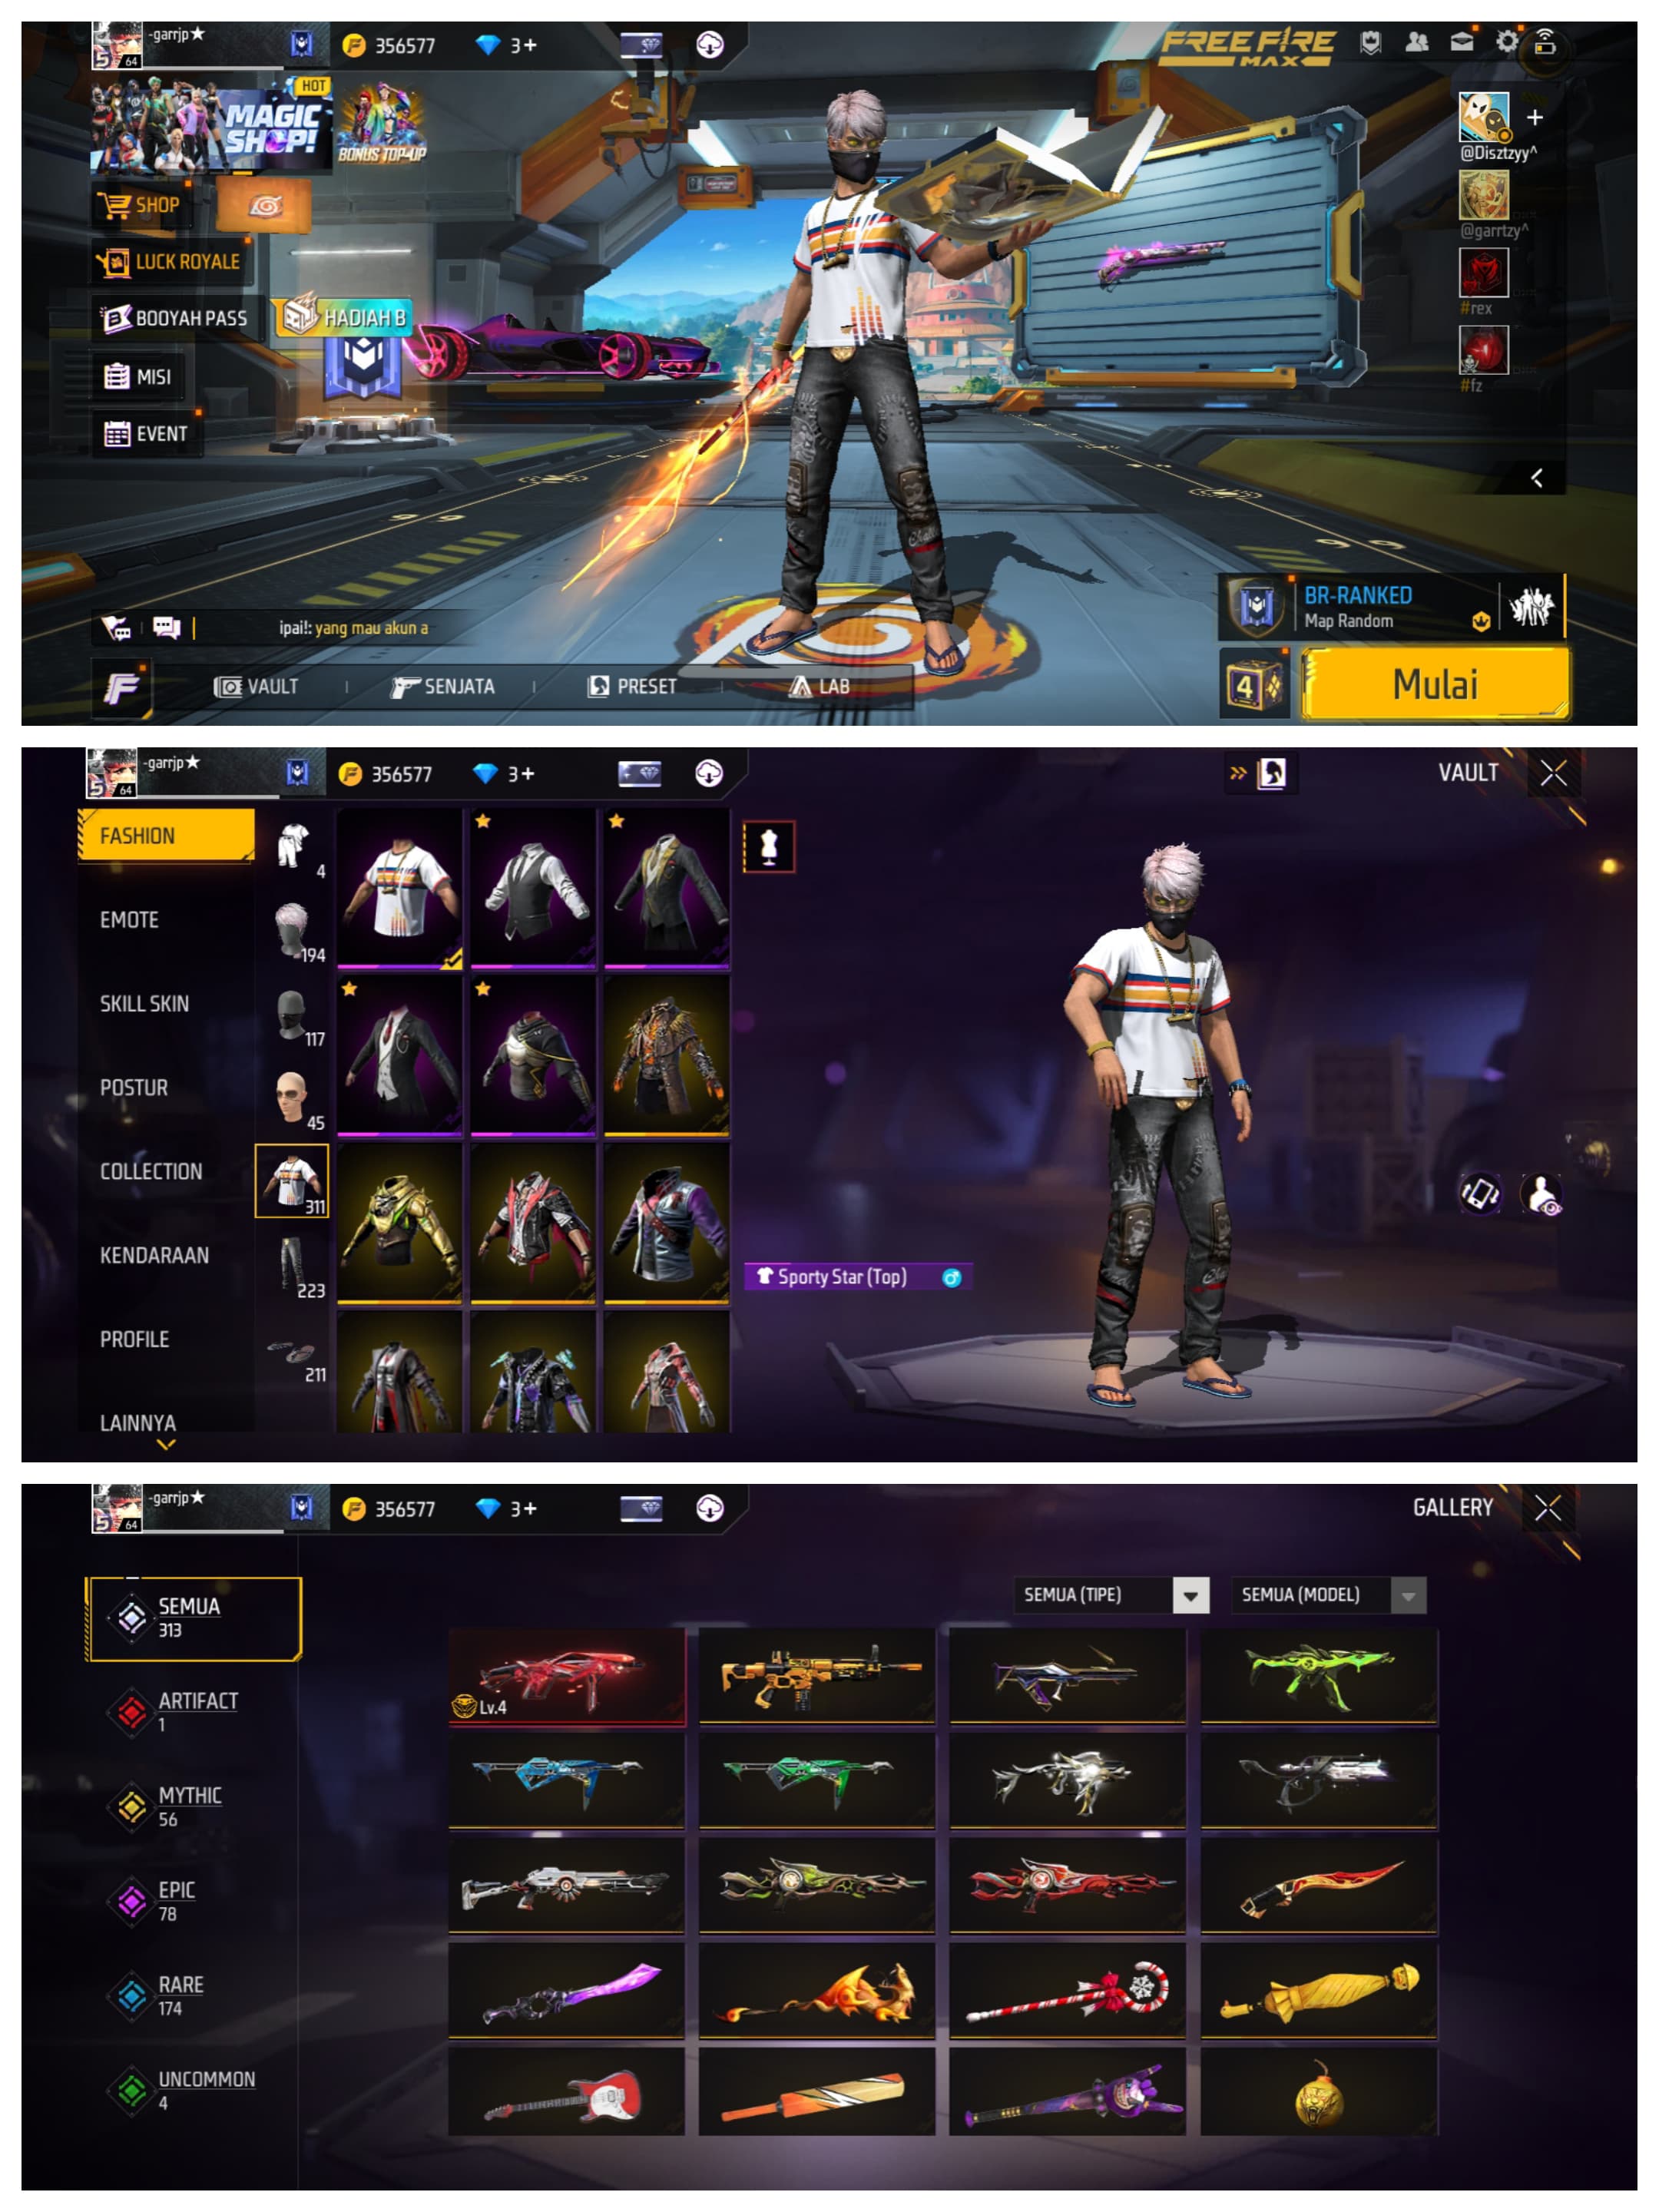 -garrjp★
64
356577
3+
FREE FIRE
MAX
HOT
MAGIC
SHOP!
BONUS TOP-UP
+
@Disztzyy^
SHOP
@garrtzy^
LUCK ROYALE
BOOYAH PASS
HADIAH B
#rex
MISI
#fz
EVENT
BR-RANKED
Map Random
ipai!: yang mau akun a
VAULT
SENJATA
PRESET
LAB
4
Mulai
-garrjp★
64
356577
3+
VAULT
FASHION
4
EMOTE
194
SKILL SKIN
117
POSTUR
45
COLLECTION
311
KENDARAAN
223
Sporty Star (Top)
PROFILE
211
LAINNYA
-garrjp★
64
356577
3+
GALLERY
SEMUA
313
SEMUA (TIPE)
SEMUA (MODEL)
ARTIFACT
1
Lv.4
MYTHIC
56
EPIC
78
RARE
174
UNCOMMON
4